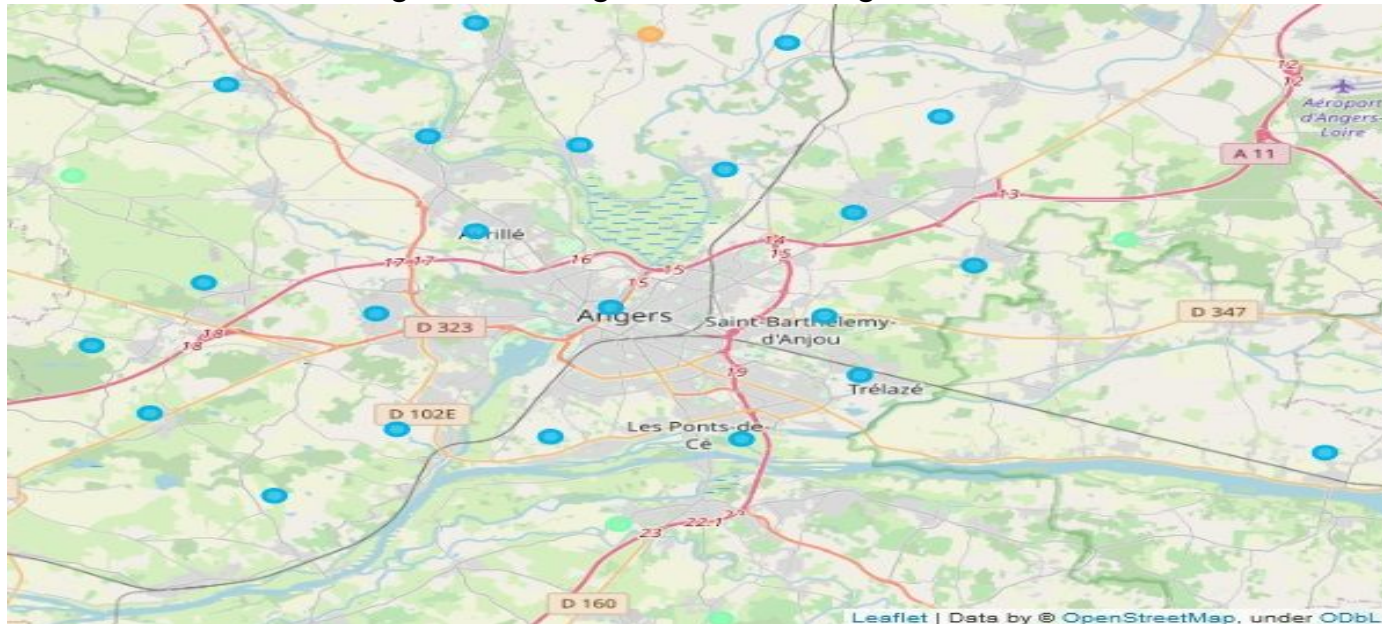 12
12
Aéroport
d'Angers-
Loire
A 11
13
Avrillé
14
17 17
16
15
15
15
Angers
D 323
18
18
Saint-Barthélemy-
d'Anjou
D 347
19
Trélazé
D 102E
Les Ponts-de-
Cé
23
22.1
D 160
Leaflet | Data by © OpenStreetMap, under ODbL